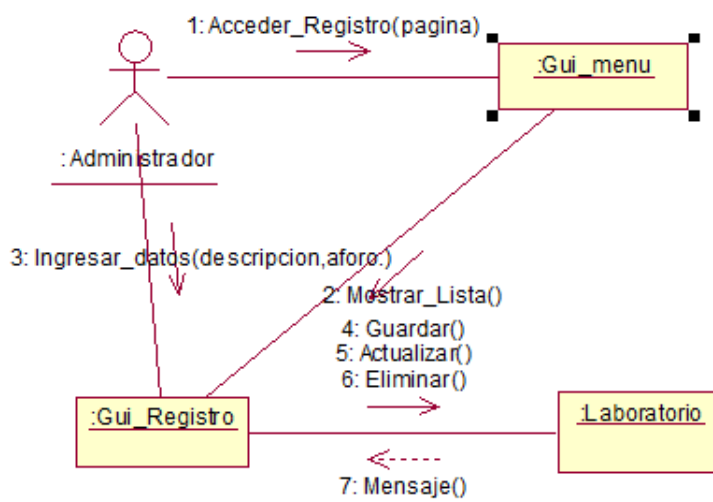 1: Acceder_Registro(pagina)
:Gui_menu
: Administrador
3: Ingresar_datos(descripcion,aforo.)
2: Mostrar_Lista()
4: Guardar()
5: Actualizar()
6: Eliminar()
:Gui_Registro
:Laboratorio
7: Mensaje()